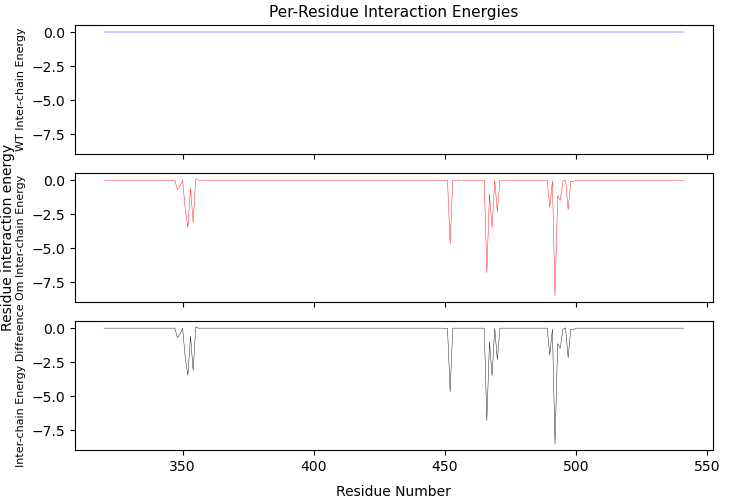 Per-Residue Interaction Energies
WT Inter-chain Energy
0.0
−2.5
−5.0
−7.5
Residue interaction energy
Om Inter-chain Energy
0.0
−2.5
−5.0
−7.5
Inter-chain Energy Difference
0.0
−2.5
−5.0
−7.5
350 400 450 500 550
Residue Number